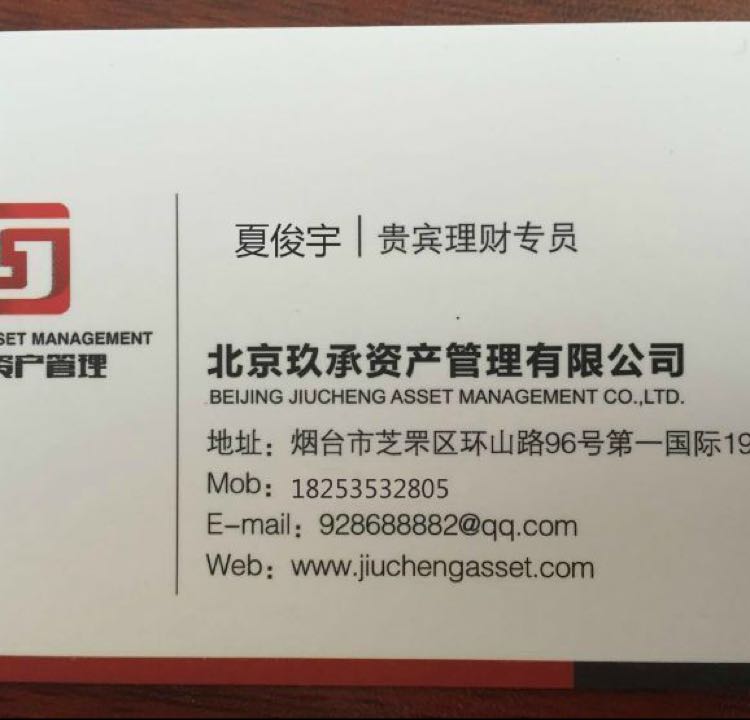 夏俊宇 | 贵宾理财专员
SET MANAGEMENT
资产管理
北京玖承资产管理有限公司
BEIJING JIUCHENG ASSET MANAGEMENT CO.,LTD.
地址：烟台市芝罘区环山路96号第一国际19
Mob：18253532805
E-mail：928688882@qq.com
Web：www.jiuchengasset.com